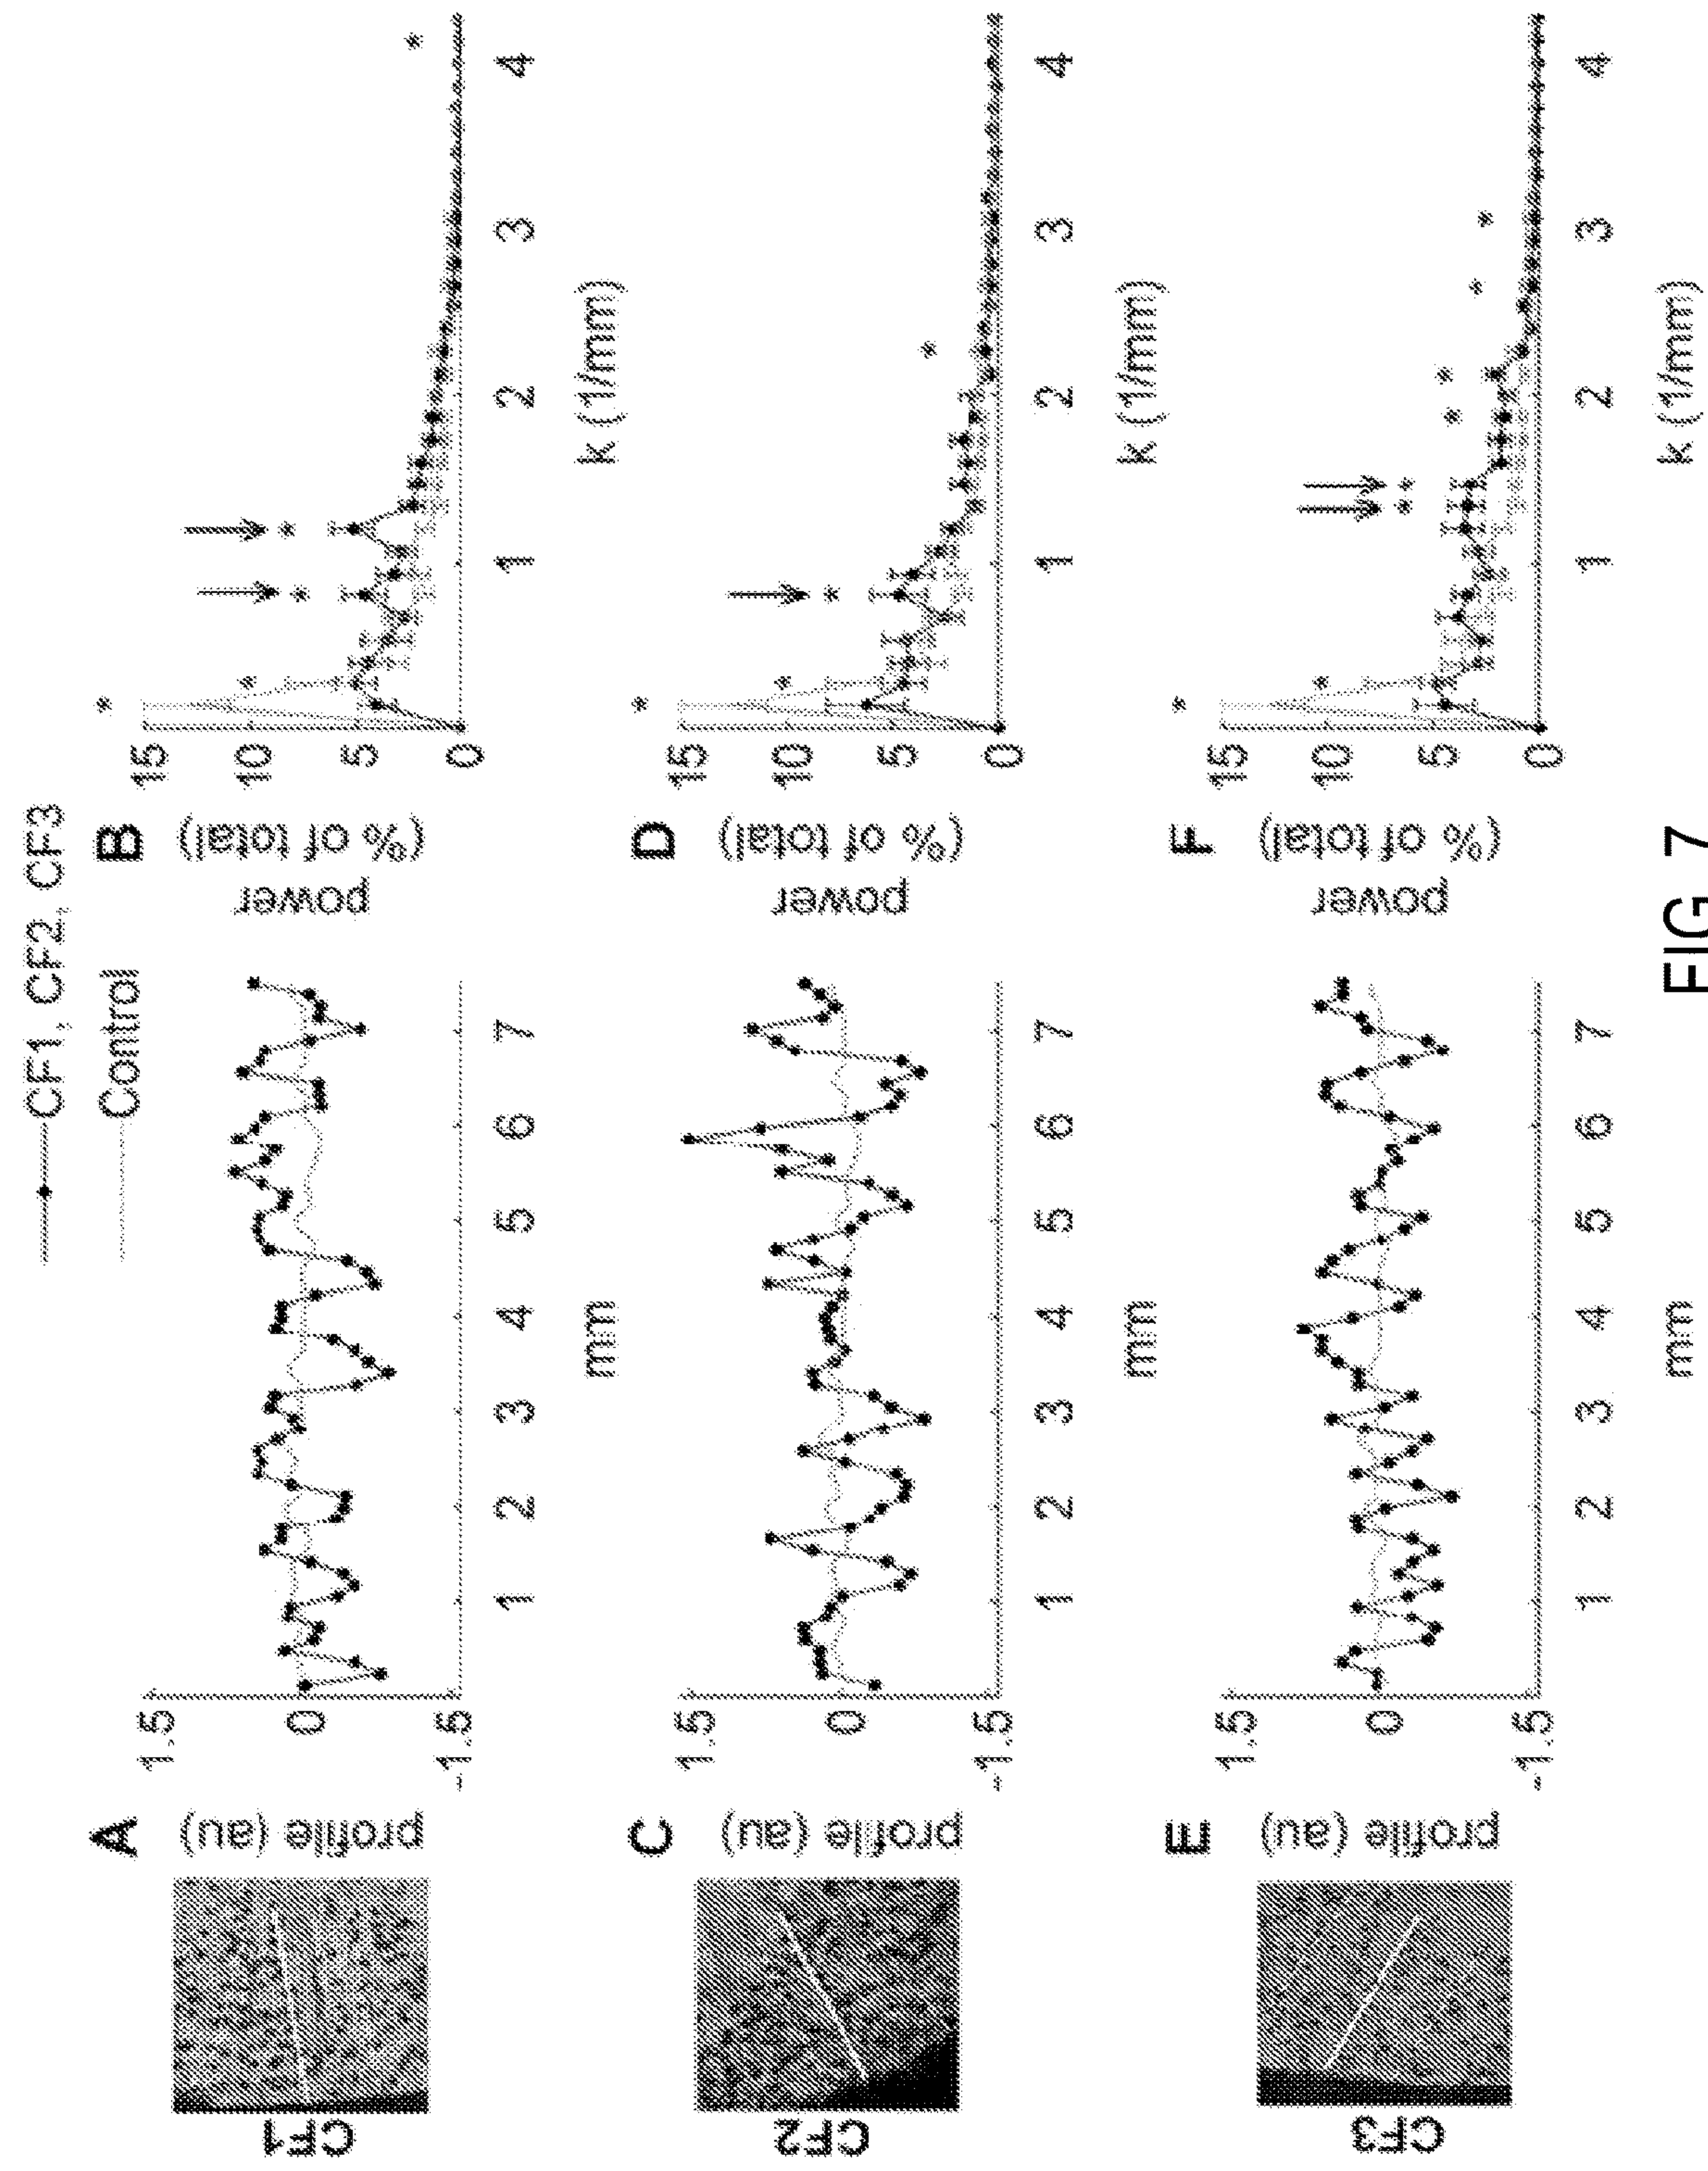 CF1, CF2, CF3
Control
CF1
A
profile (au)
1.5
0
-1.5
1 2 3 4 5 6 7
mm
B
power
(% of total)
15
10
5
0
* * * * *
1 2 3 4
k (1/mm)
CF2
C
profile (au)
1.5
0
-1.5
1 2 3 4 5 6 7
mm
D
power
(% of total)
15
10
5
0
* * * *
1 2 3 4
k (1/mm)
CF3
E
profile (au)
1.5
0
-1.5
1 2 3 4 5 6 7
mm
F
power
(% of total)
15
10
5
0
* * * * * * * *
1 2 3 4
k (1/mm)
FIG 7